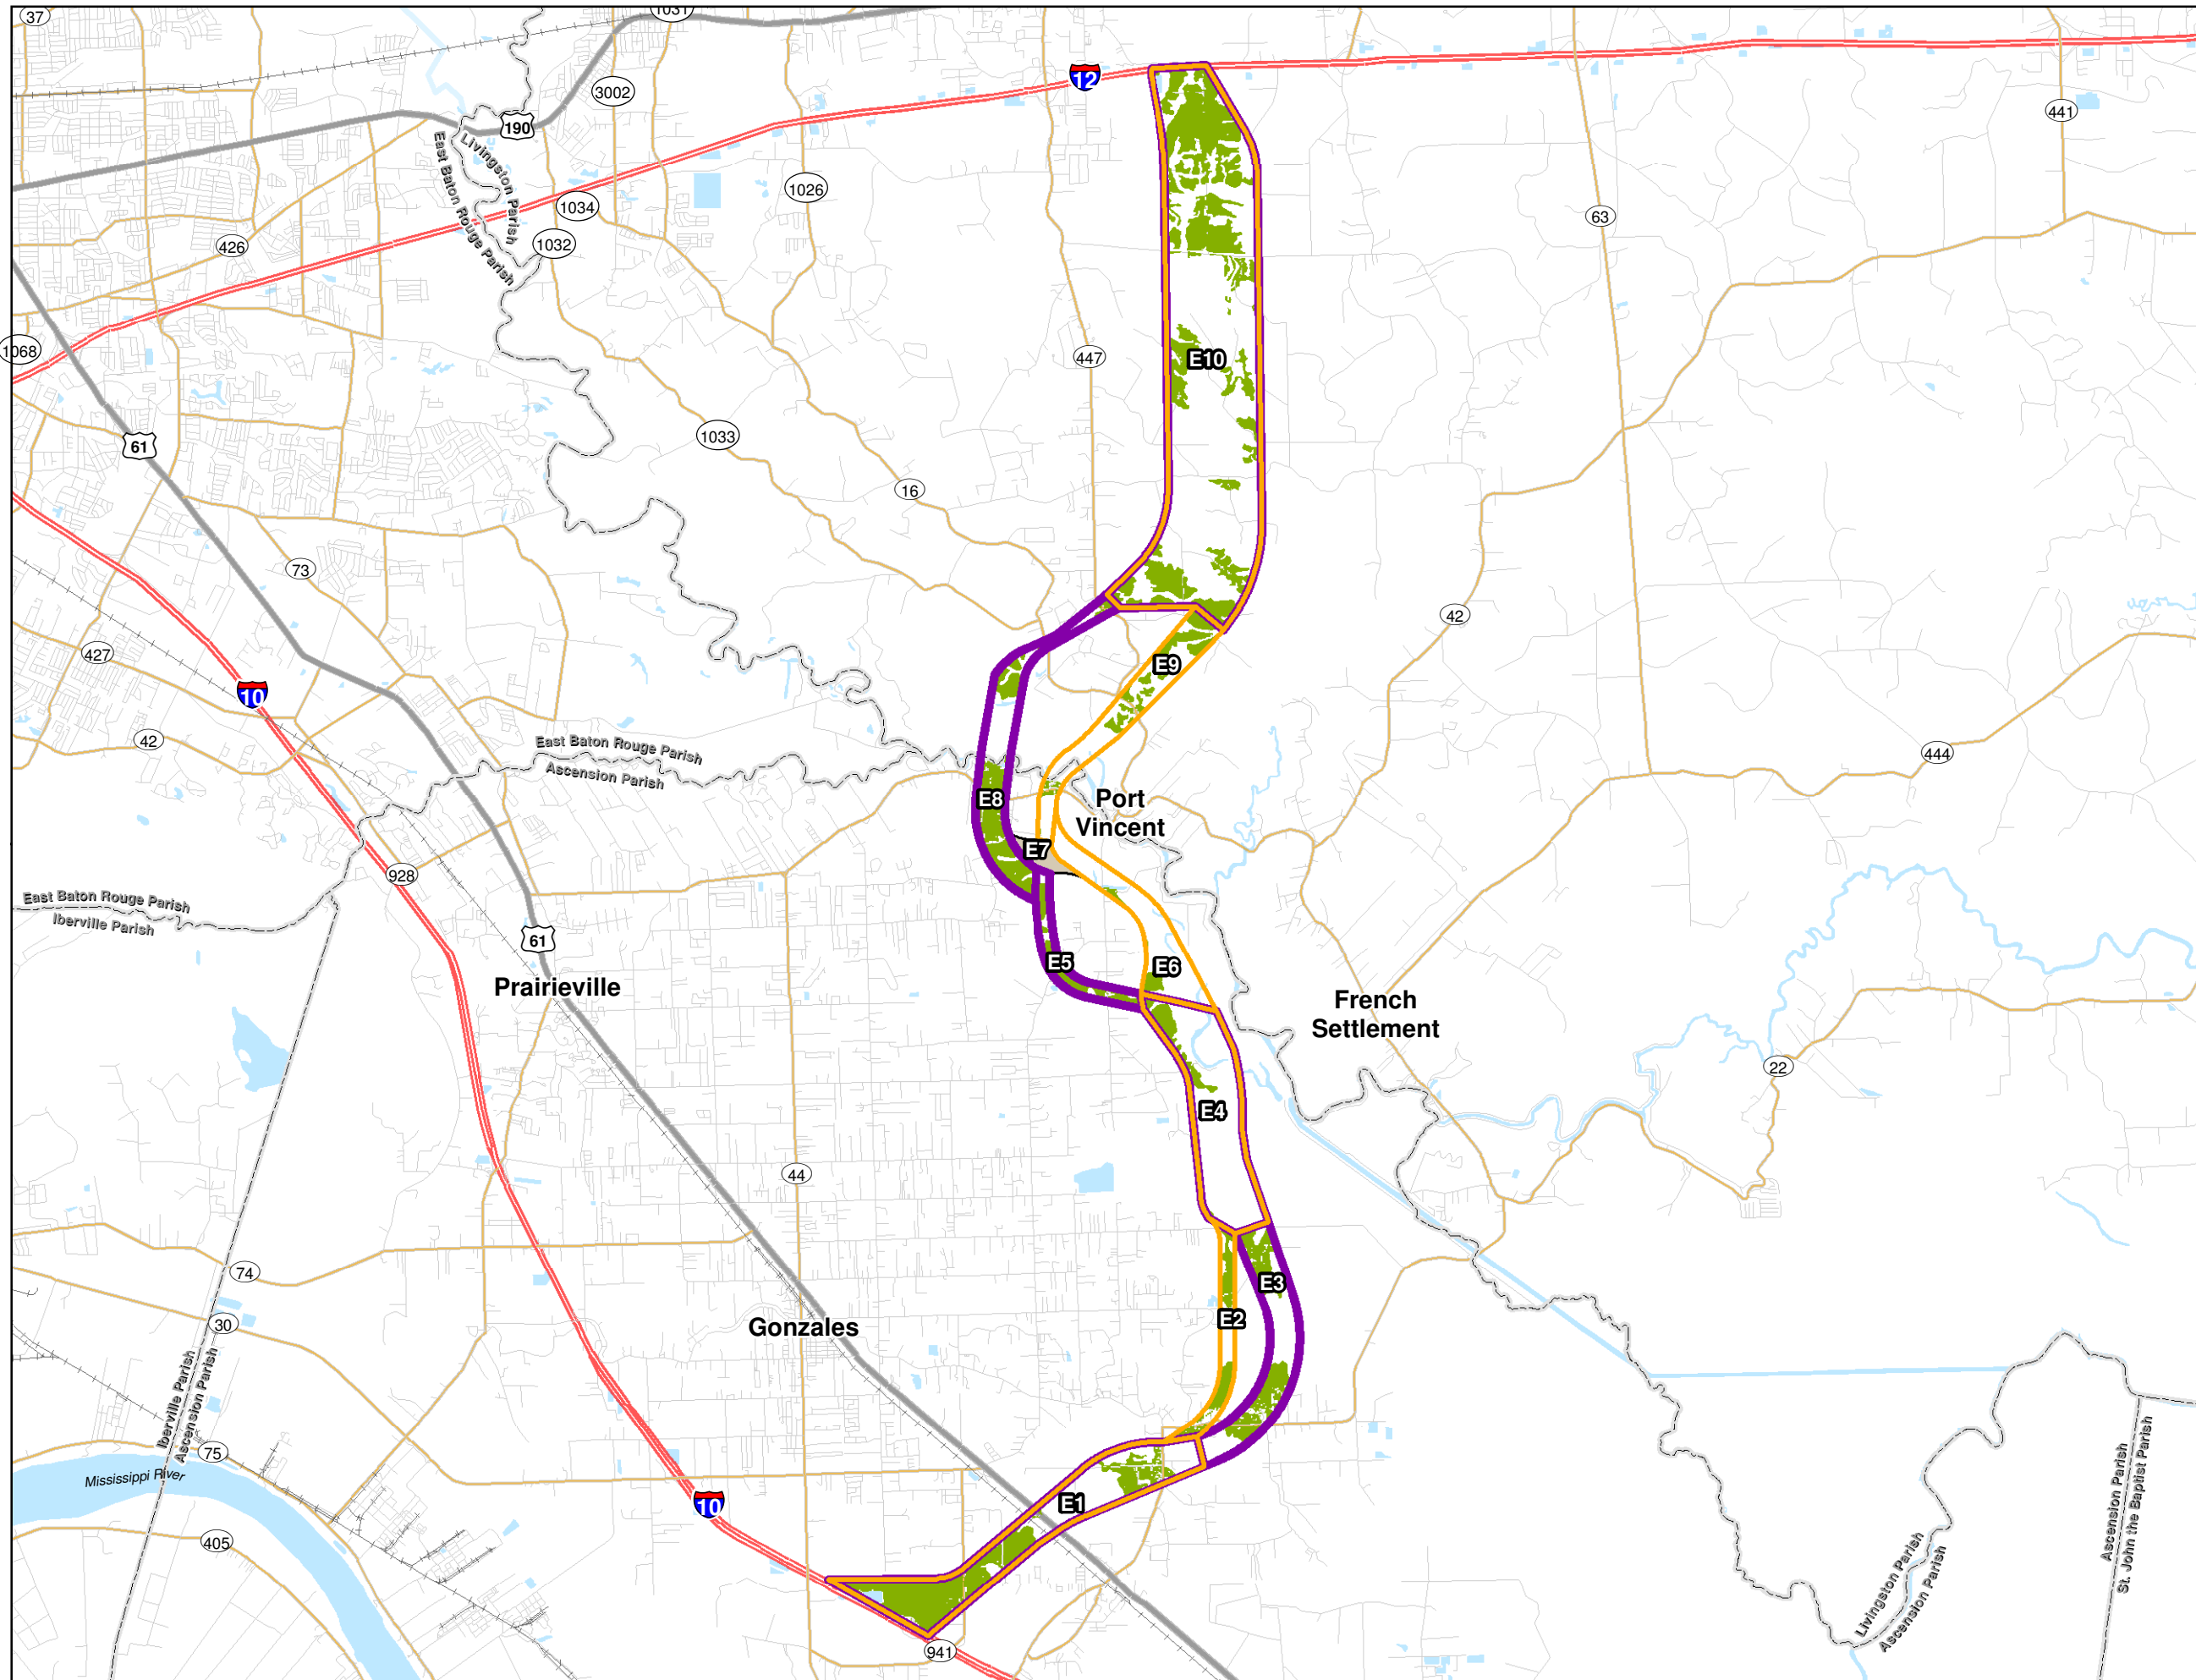 37
1031
12
3002
190
441
Livingston Parish
East Baton Rouge Parish
1026
1034
63
426
1032
1068
447
E10
61
1033
16
73
42
427
E9
10
42
East Baton Rouge Parish
Ascension Parish
444
E8
Port
Vincent
E7
928
East Baton Rouge Parish
Iberville Parish
61
E5
E6
Prairieville
French
Settlement
22
E4
44
74
E3
30
E2
Gonzales
Iberville Parish
Ascension Parish
75
Mississippi River
E1
10
405
Ascension Parish
St. John the Baptist Parish
Livingston Parish
Ascension Parish
941